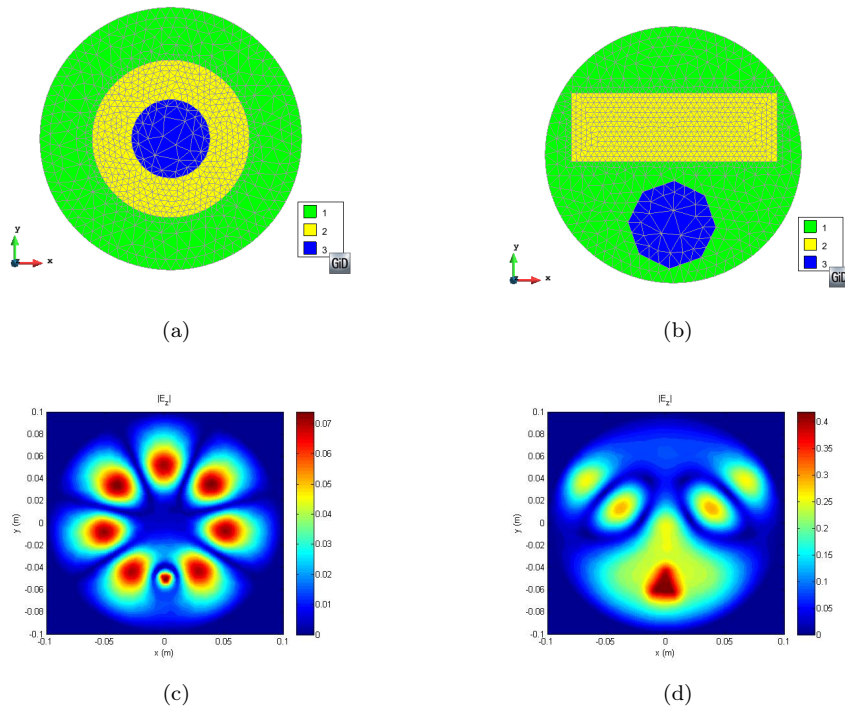 y
x
1
2
3
GiD
y
x
1
2
3
GiD
(a)
(b)
|E_z|
0.1
0.08
0.06
0.04
0.02
0
-0.02
-0.04
-0.06
-0.08
-0.1
-0.1 -0.05 0 0.05 0.1
x (m)
y (m)
0.07
0.06
0.05
0.04
0.03
0.02
0.01
0
|E_z|
0.1
0.08
0.06
0.04
0.02
0
-0.02
-0.04
-0.06
-0.08
-0.1
-0.1 -0.05 0 0.05 0.1
x (m)
y (m)
0.4
0.35
0.3
0.25
0.2
0.15
0.1
0.05
0
(c)
(d)